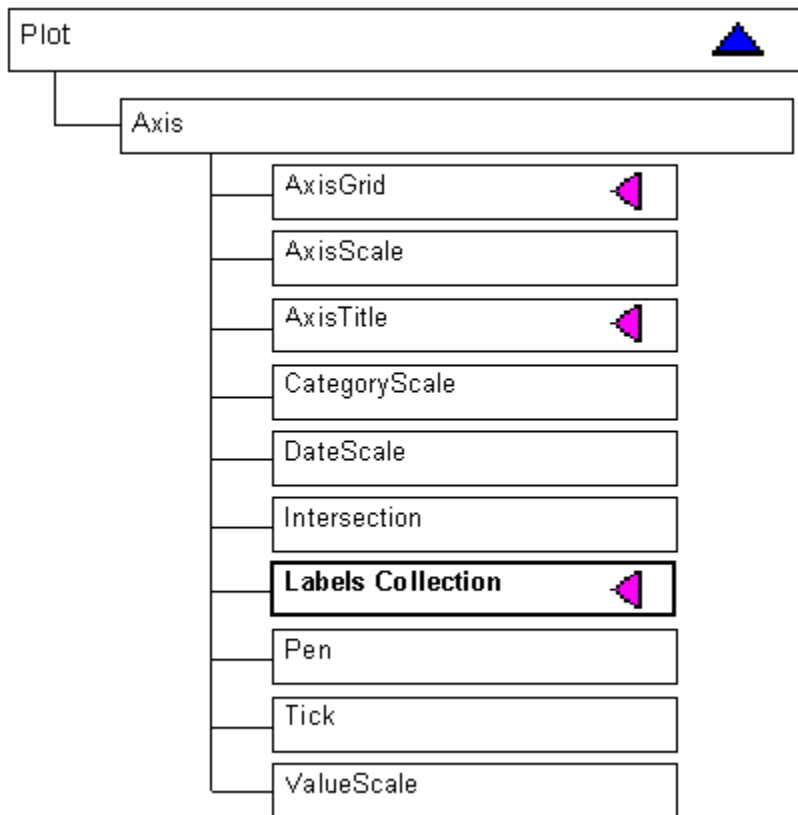 Plot
Axis
AxisGrid
AxisScale
AxisTitle
CategoryScale
DateScale
Intersection
Labels Collection
Pen
Tick
ValueScale